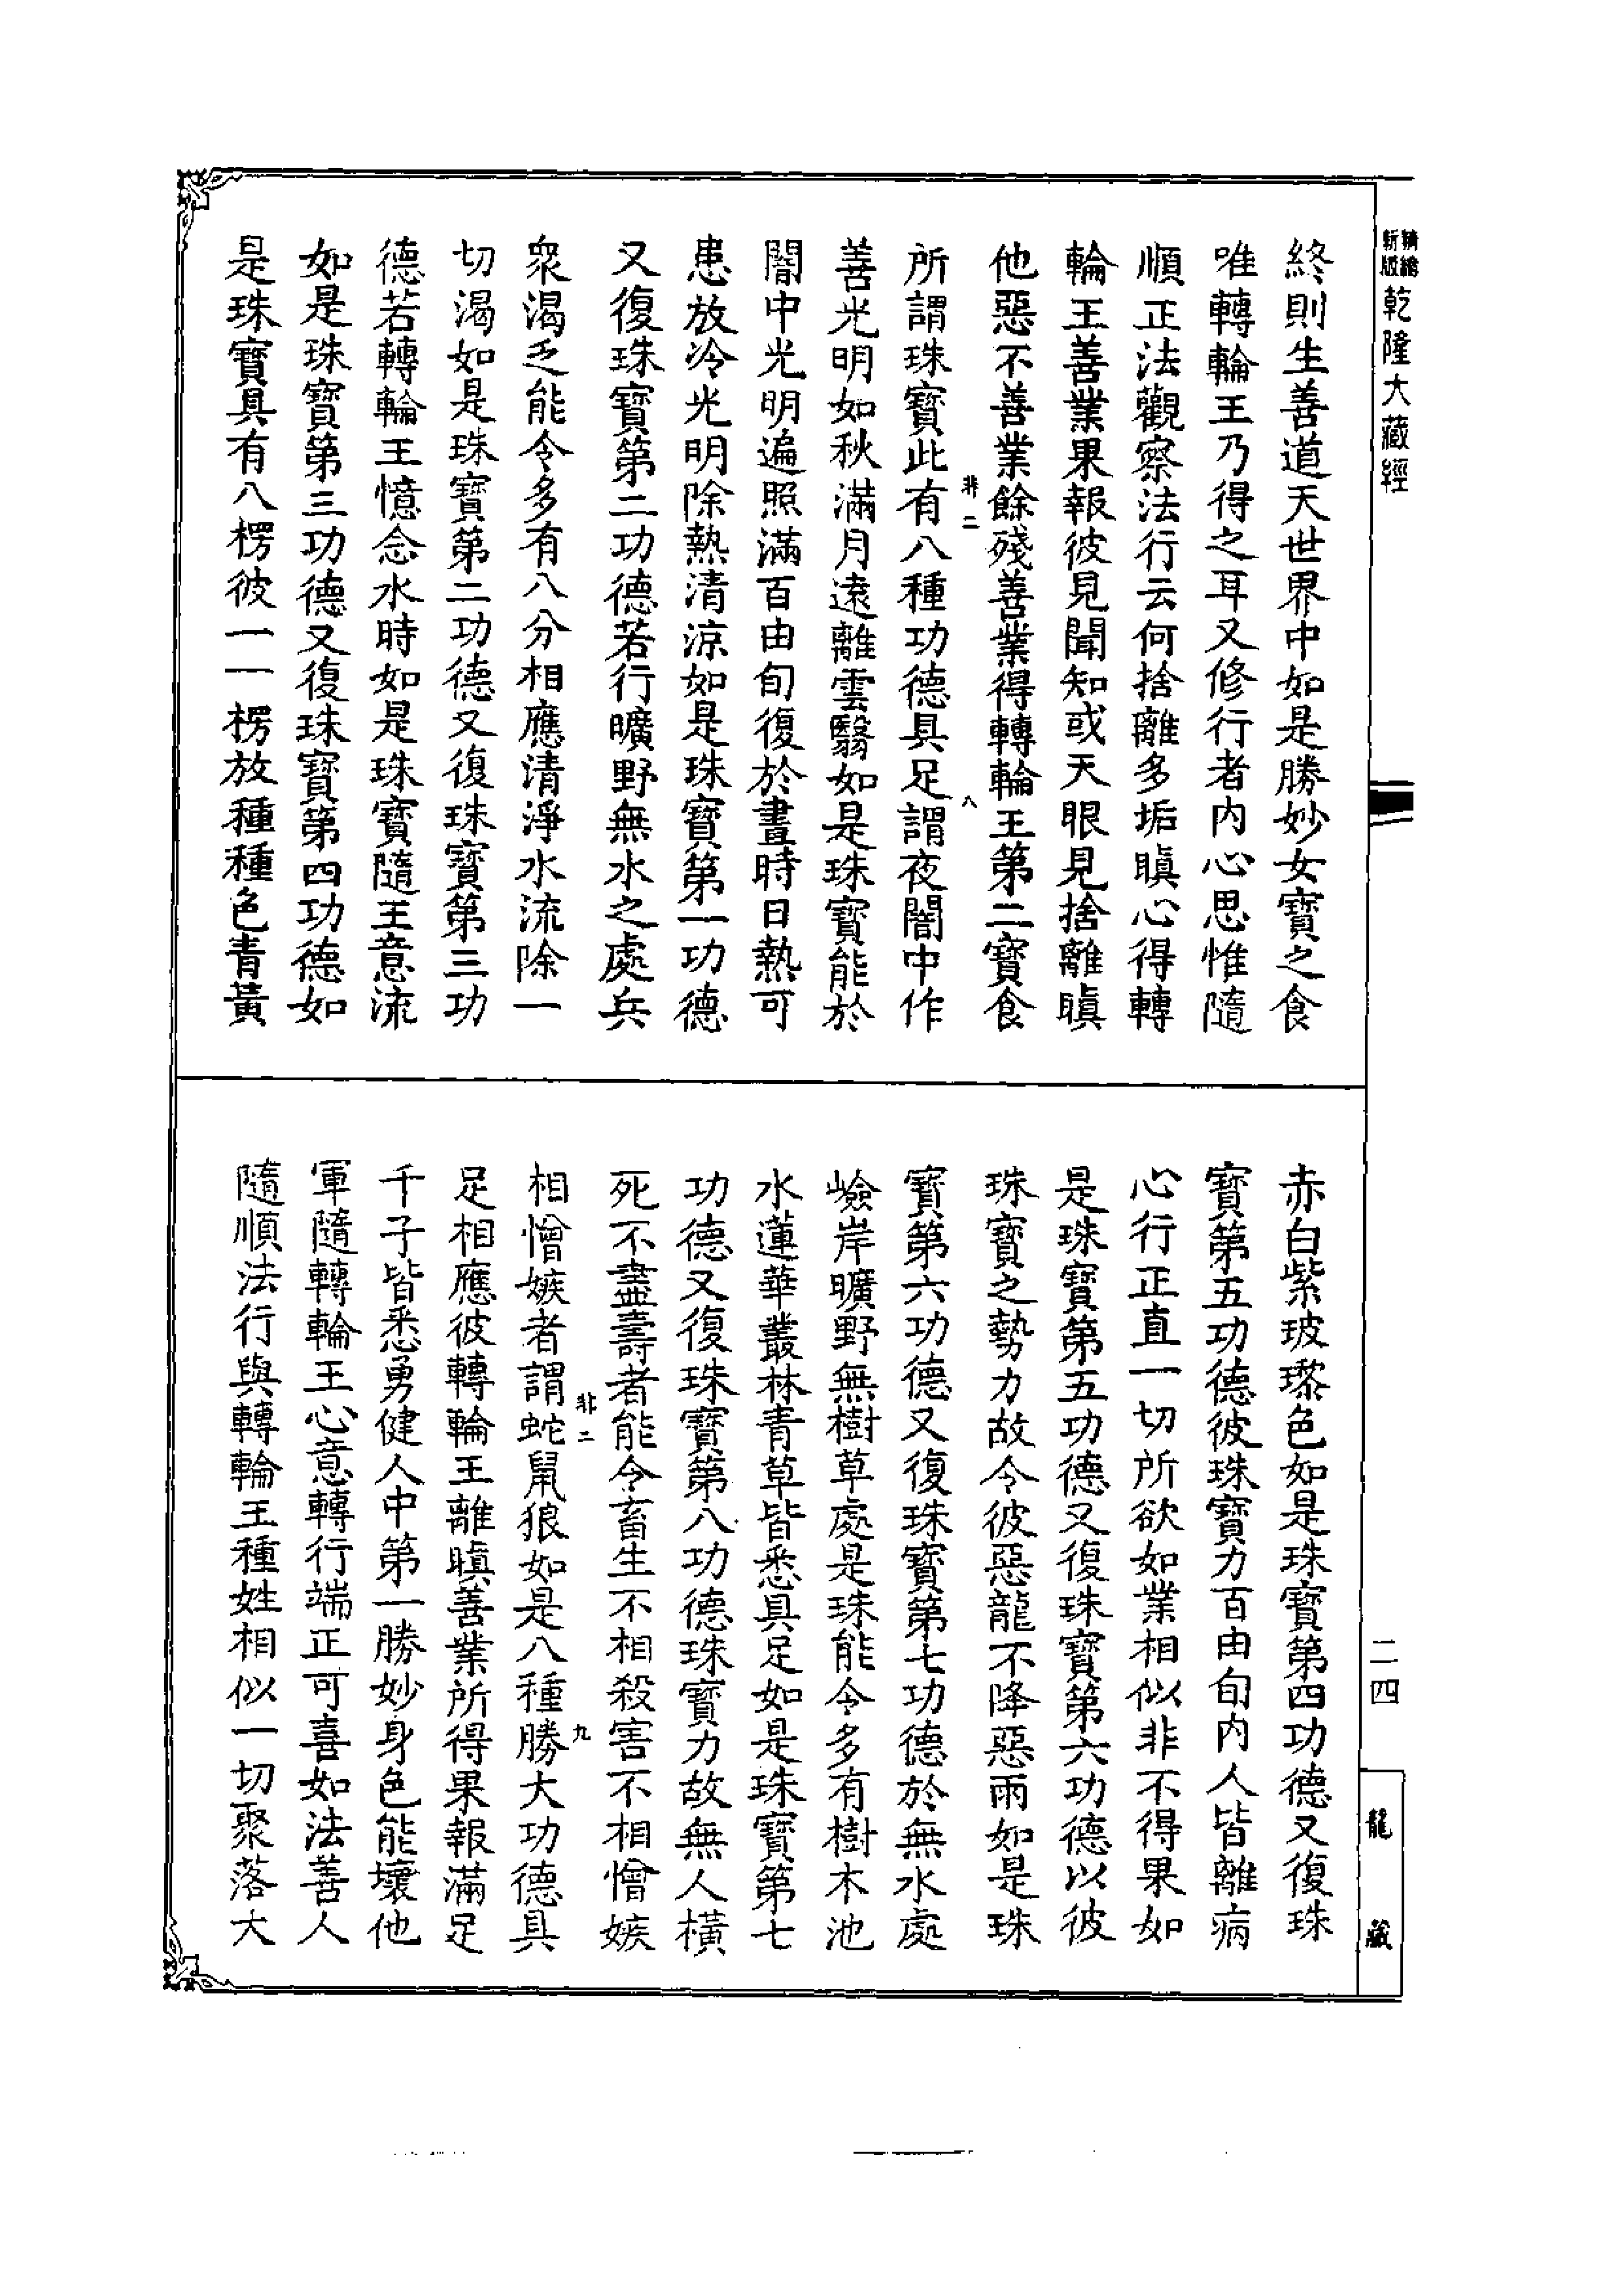 精繪
新版
乾隆大藏經
終則生善道天世界中如是勝妙女寶之食
唯轉輪王乃得之耳又修行者內心思惟隨
順正法觀察法行云何捨離多垢瞋心得轉
輪王善業果報彼見聞知或天眼見捨離瞋
他惡不善業餘殘善業得轉輪王第二寶食
非二
八
所謂珠寶此有八種功德具足謂夜闇中作
善光明如秋滿月遠離雲翳如是珠寶能於
闇中光明遍照滿百由旬復於晝時日熱可
患放冷光明除熱清涼如是珠寶第一功德
又復珠寶第二功德若行曠野無水之處兵
眾渴乏能令多有八分相應清淨水流除一
切渴如是珠寶第二功德又復珠寶第三功
德若轉輪王憶念水時如是珠寶隨王意流
如是珠寶第三功德又復珠寶第四功德如
是珠寶具有八楞彼一一楞放種種色青黃
赤白紫玻瓈色如是珠寶第四功德又復珠
寶第五功德彼珠寶力百由旬內人皆離病
心行正直一切所欲如業相似非不得果如
是珠寶第五功德又復珠寶第六功德以彼
珠寶之勢力故令彼惡龍不降惡雨如是珠
寶第六功德又復珠寶第七功德於無水處
嶮岸曠野無樹草處是珠能令多有樹木池
水蓮華叢林青草皆悉具足如是珠寶第七
功德又復珠寶第八功德珠寶力故無人橫
死不盡壽者能令畜生不相殺害不相憎嫉
非二
九
相憎嫉者謂蛇鼠狼如是八種勝大功德具
足相應彼轉輪王離瞋善業所得果報滿足
千子皆悉勇健人中第一勝妙身色能壞他
軍隨轉輪王心意轉行端正可喜如法善人
隨順法行與轉輪王種姓相似一切聚落大
二四
龍藏